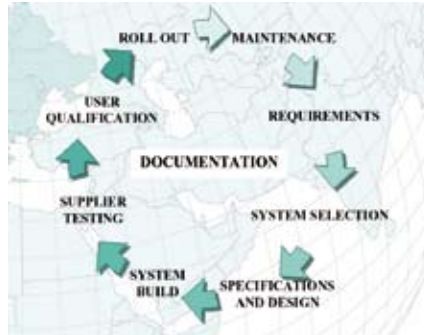 ROLL OUT
MAINTENANCE
USER
QUALIFICATION
REQUIREMENTS
DOCUMENTATION
SUPPLIER
TESTING
SYSTEM SELECTION
SYSTEM
BUILD
SPECIFICATIONS
AND DESIGN